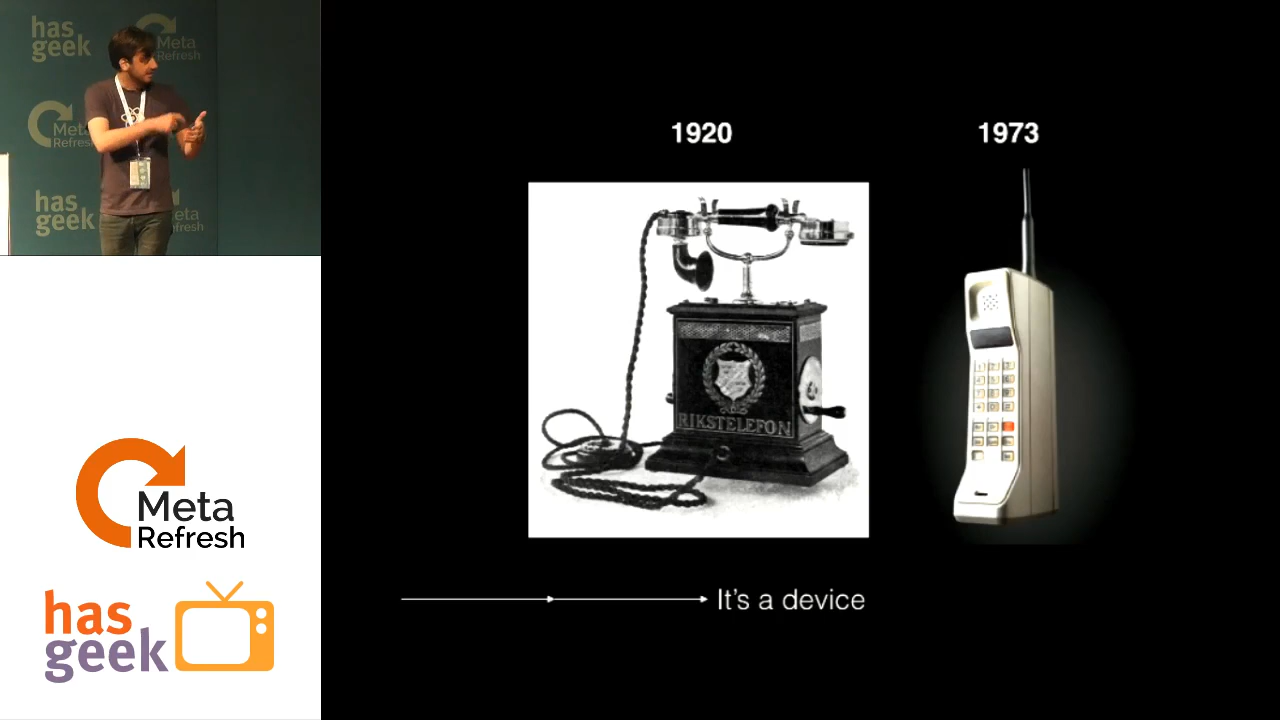 has
geek
Meta
Refresh
Meta
Refresh
has
geek
Meta
Refresh
has
geek
1920
1973
RIKSTELEFON
It's a device